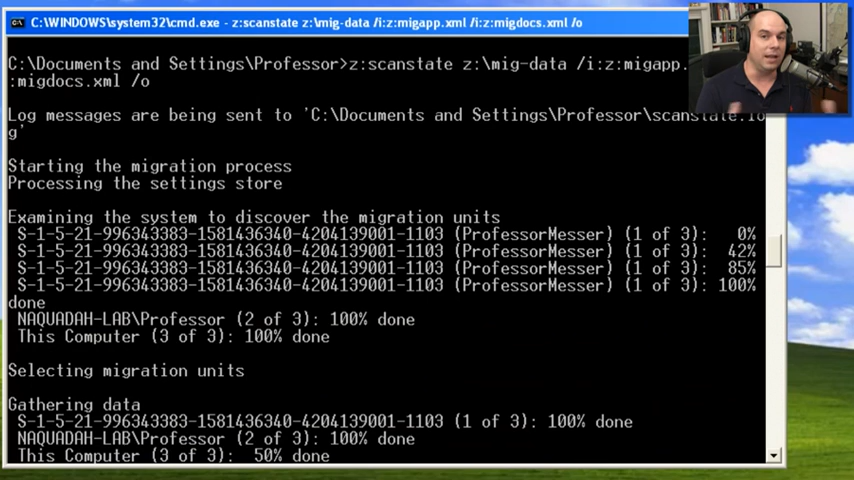 C:\WINDOWS\system32\cmd.exe - z:scanstate z:\mig-data /i:z:migapp.xml /i:z:migdocs.xml /o
C:\Documents and Settings\Professor>z:scanstate z:\mig-data /i:z:migapp.
:migdocs.xml /o
Log messages are being sent to 'C:\Documents and Settings\Professor\scanstate.lo
g'
Starting the migration process
Processing the settings store
Examining the system to discover the migration units
S-1-5-21-996343383-1581436340-4204139001-1103 (ProfessorMesser) (1 of 3):   0%
S-1-5-21-996343383-1581436340-4204139001-1103 (ProfessorMesser) (1 of 3):  42%
S-1-5-21-996343383-1581436340-4204139001-1103 (ProfessorMesser) (1 of 3):  85%
S-1-5-21-996343383-1581436340-4204139001-1103 (ProfessorMesser) (1 of 3): 100%
done
NAQUADAH-LAB\Professor (2 of 3): 100% done
This Computer (3 of 3): 100% done
Selecting migration units
Gathering data
S-1-5-21-996343383-1581436340-4204139001-1103 (1 of 3): 100% done
NAQUADAH-LAB\Professor (2 of 3): 100% done
This Computer (3 of 3):  50% done